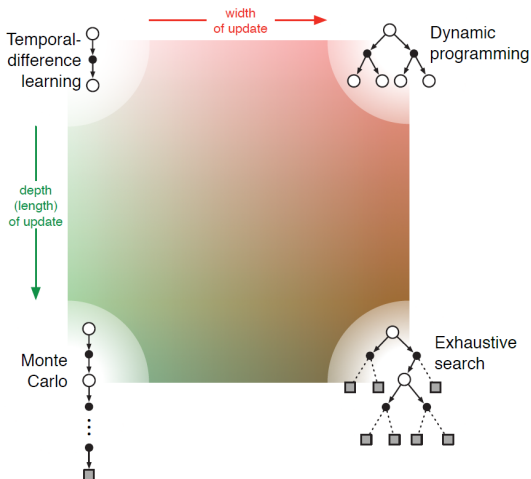 width
of update
Temporal-
difference
learning
Dynamic
programming
depth
(length)
of update
Monte
Carlo
Exhaustive
search